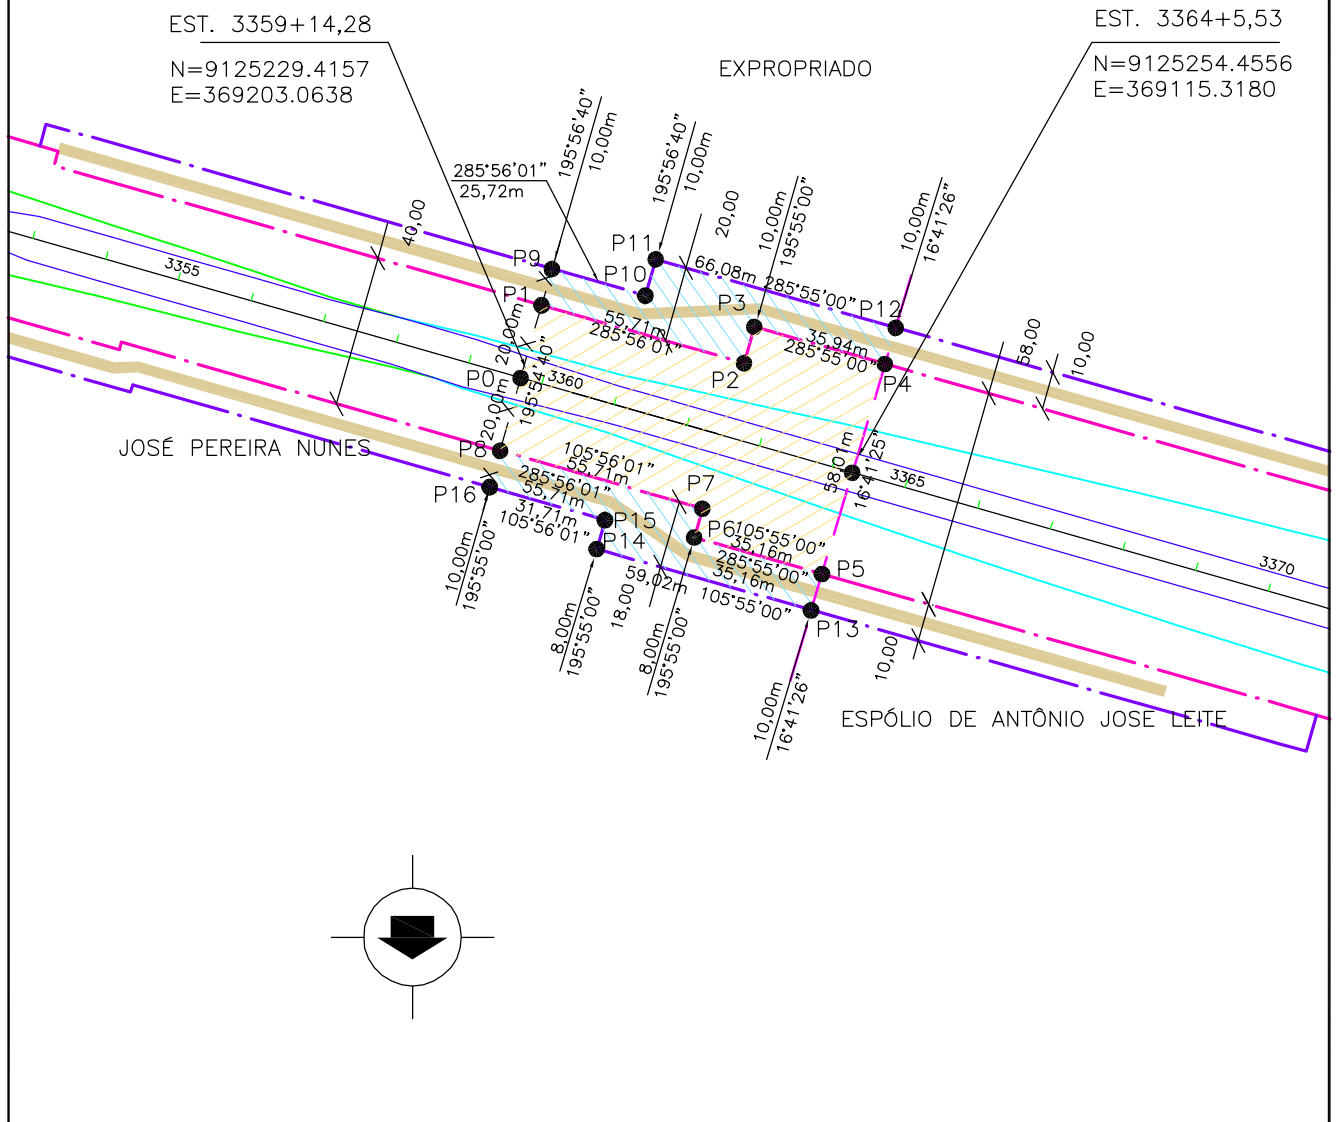 EST. 3359+14,28
N=9125229.4157
E=369203.0638
EST. 3364+5,53
N=9125254.4556
E=369115.3180
EXPROPRIADO
195°56'40"
10,00m
195°56'40"
10,00m
285°56'01"
25,72m
40,00
20,00
10,00m
195°55'00"
10,00m
16°41'26"
P9
P11
P10
P1
P3
P12
66,08m 285°55'00"
3355
55,71m
285°56'01"
35,94m
285°55'00"
58,00
10,00
20,00m
195°54'40"
P0
3360
P2
P4
JOSÉ PEREIRA NUNES
20,00m
P8
105°56'01"
55,71m
58,01m
16°41'25"
3365
P16
285°56'01"
55,71m
31,71m
105°56'01"
P7
P15
P14
P6
105°55'00"
35,16m
285°55'00"
35,16m
P5
3370
10,00m
195°55'00"
59,02m
105°55'00"
18,00
8,00m
195°55'00"
8,00m
195°55'00"
P13
10,00
10,00m
16°41'26"
ESPÓLIO DE ANTÔNIO JOSE LEITE